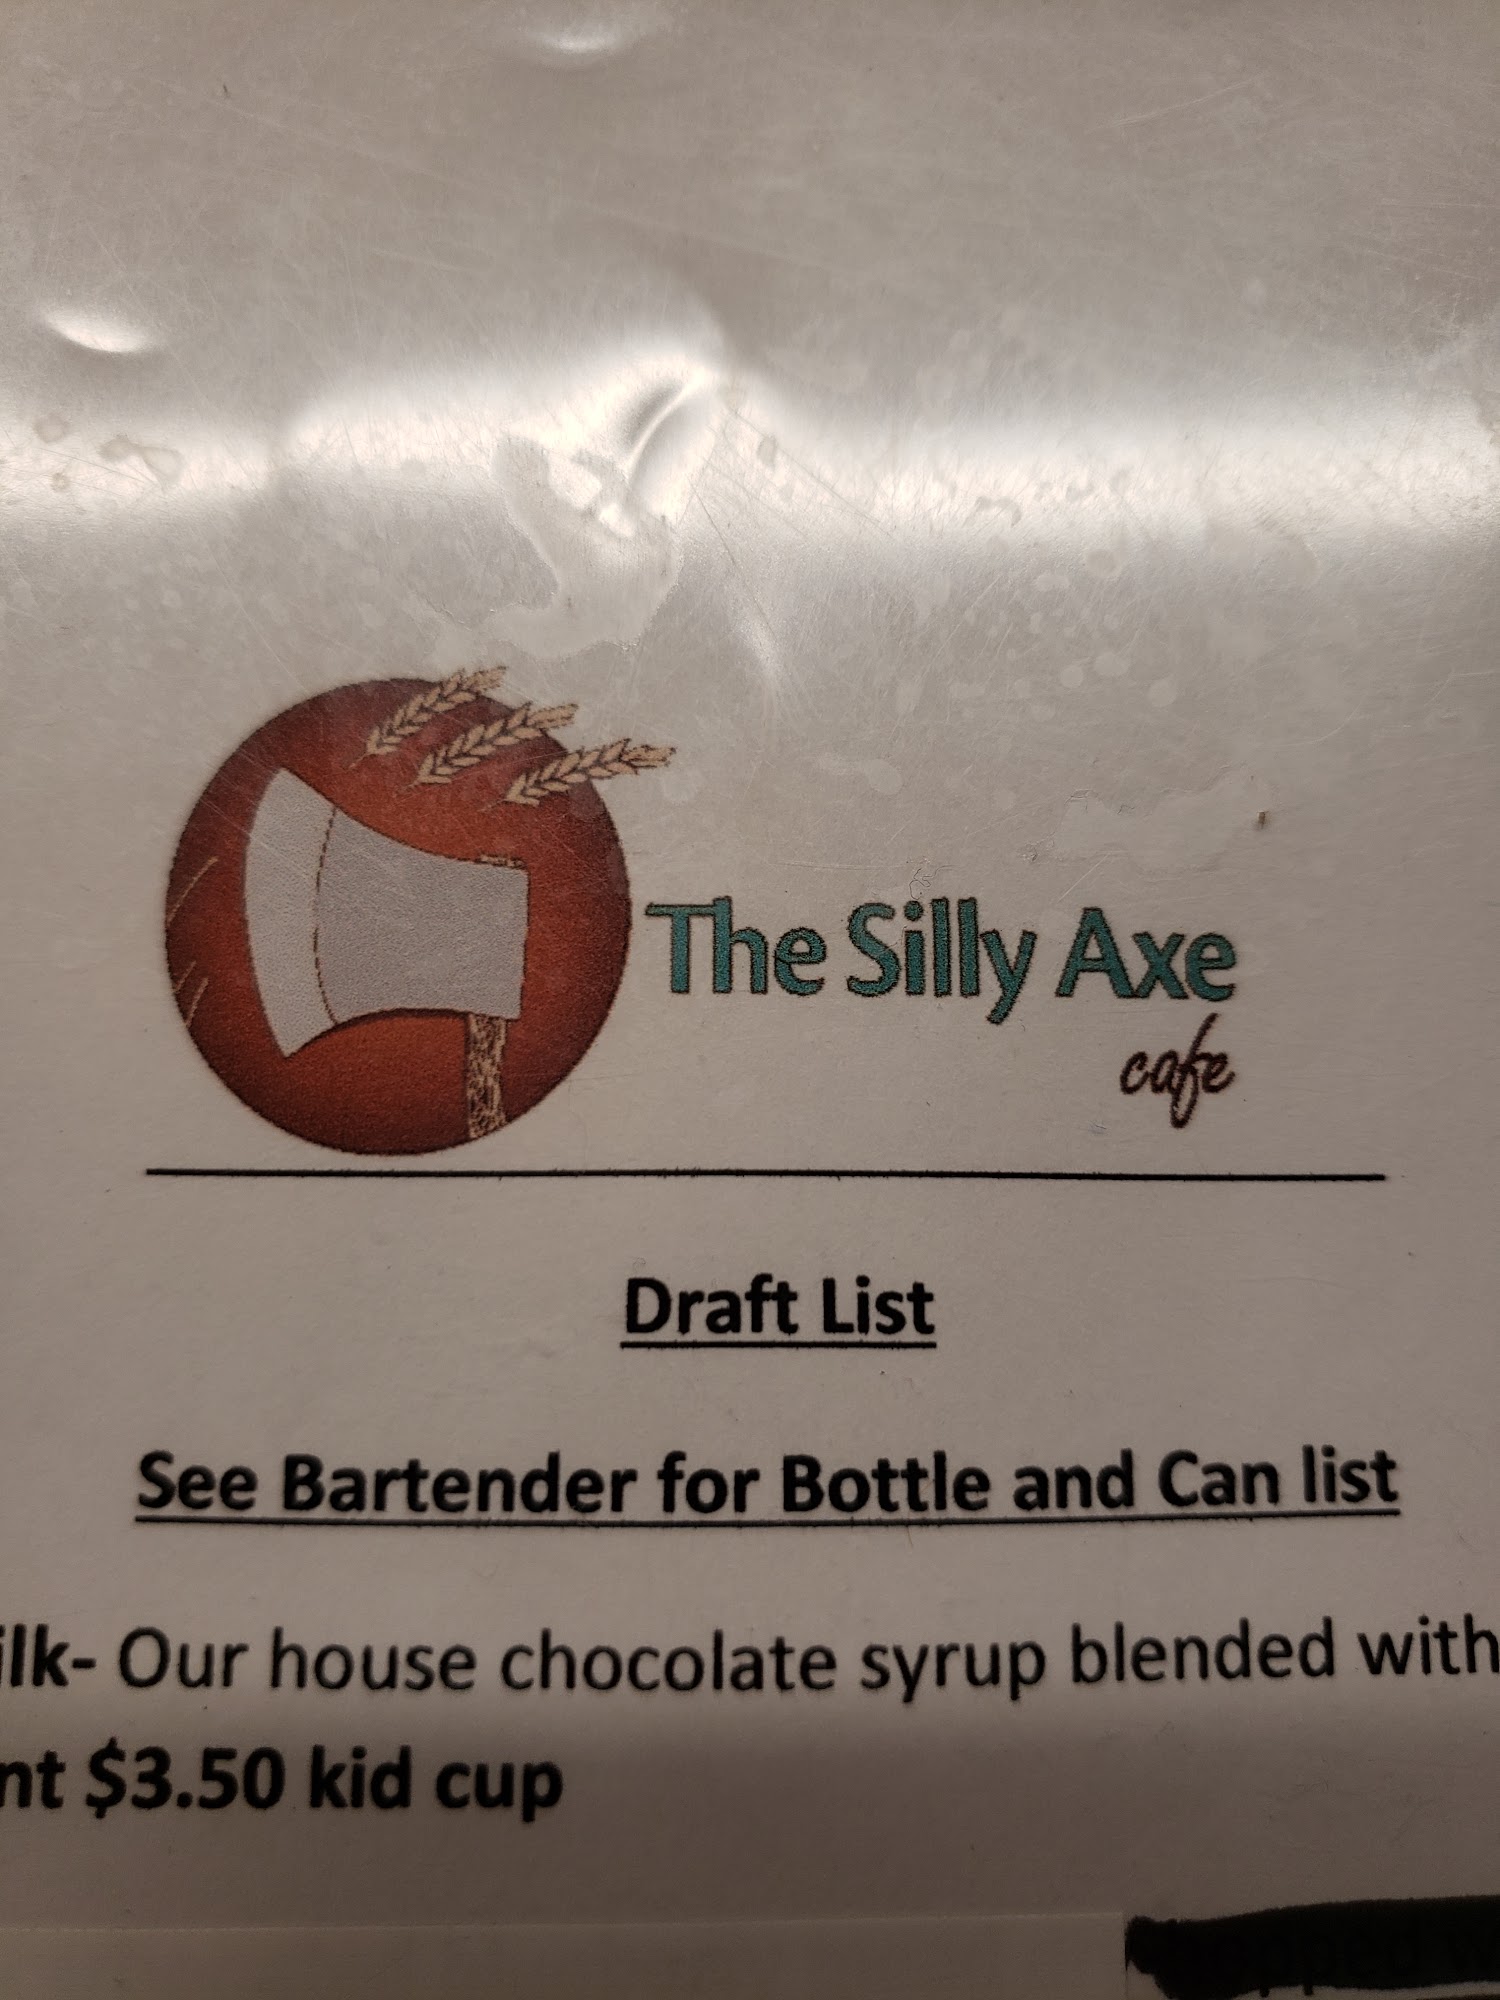 The Silly Axe
cafe
Draft List
See Bartender for Bottle and Can list
ilk- Our house chocolate syrup blended with
nt $3.50 kid cup